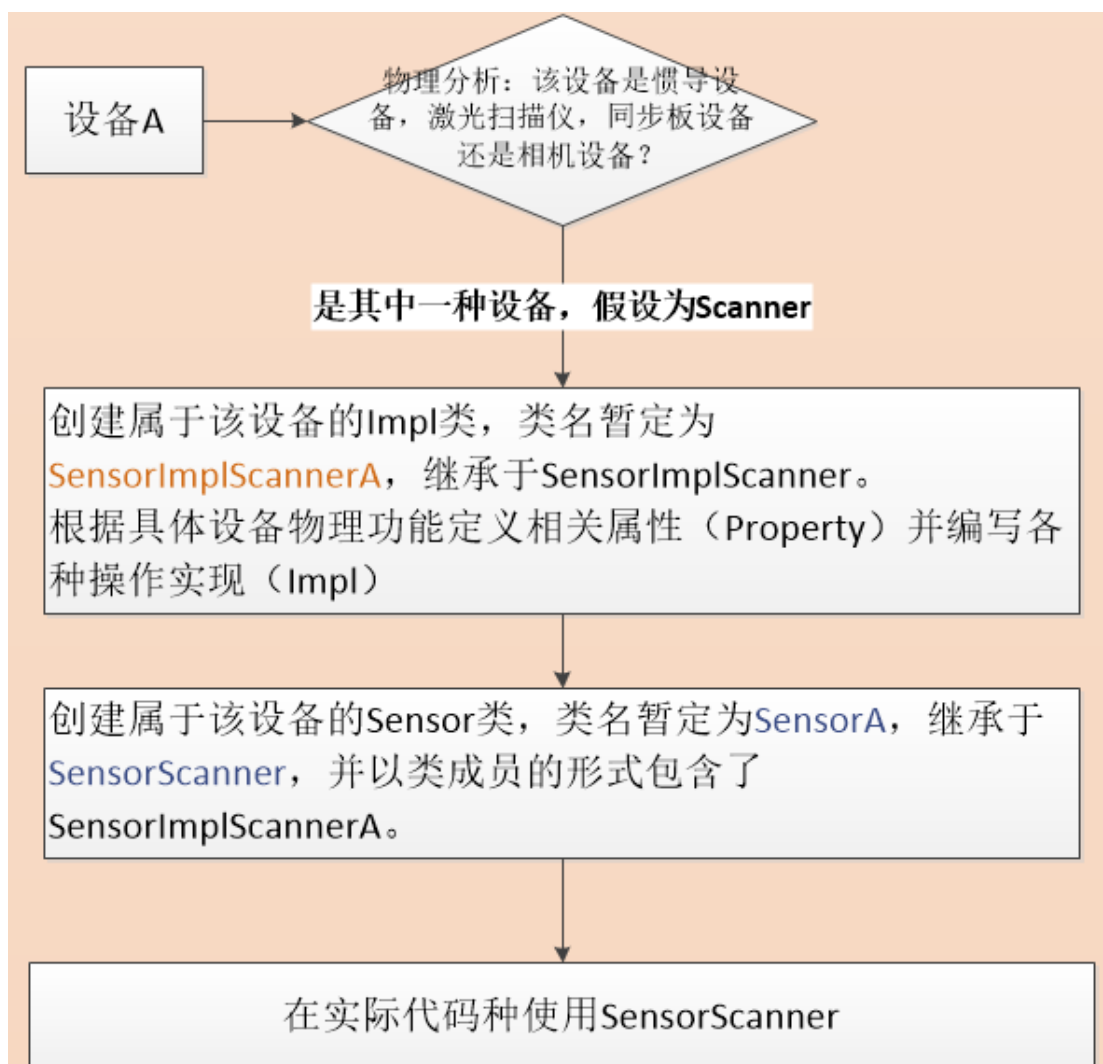 设备A
物理分析：该设备是惯导设
备，激光扫描仪，同步板设备
还是相机设备？
是其中一种设备，假设为Scanner
创建属于该设备的Impl类，类名暂定为
SensorImplScannerA，继承于SensorImplScanner。
根据具体设备物理功能定义相关属性（Property）并编写各
种操作实现（Impl）
创建属于该设备的Sensor类，类名暂定为SensorA，继承于
SensorScanner，并以类成员的形式包含了
SensorImplScannerA。
在实际代码种使用SensorScanner